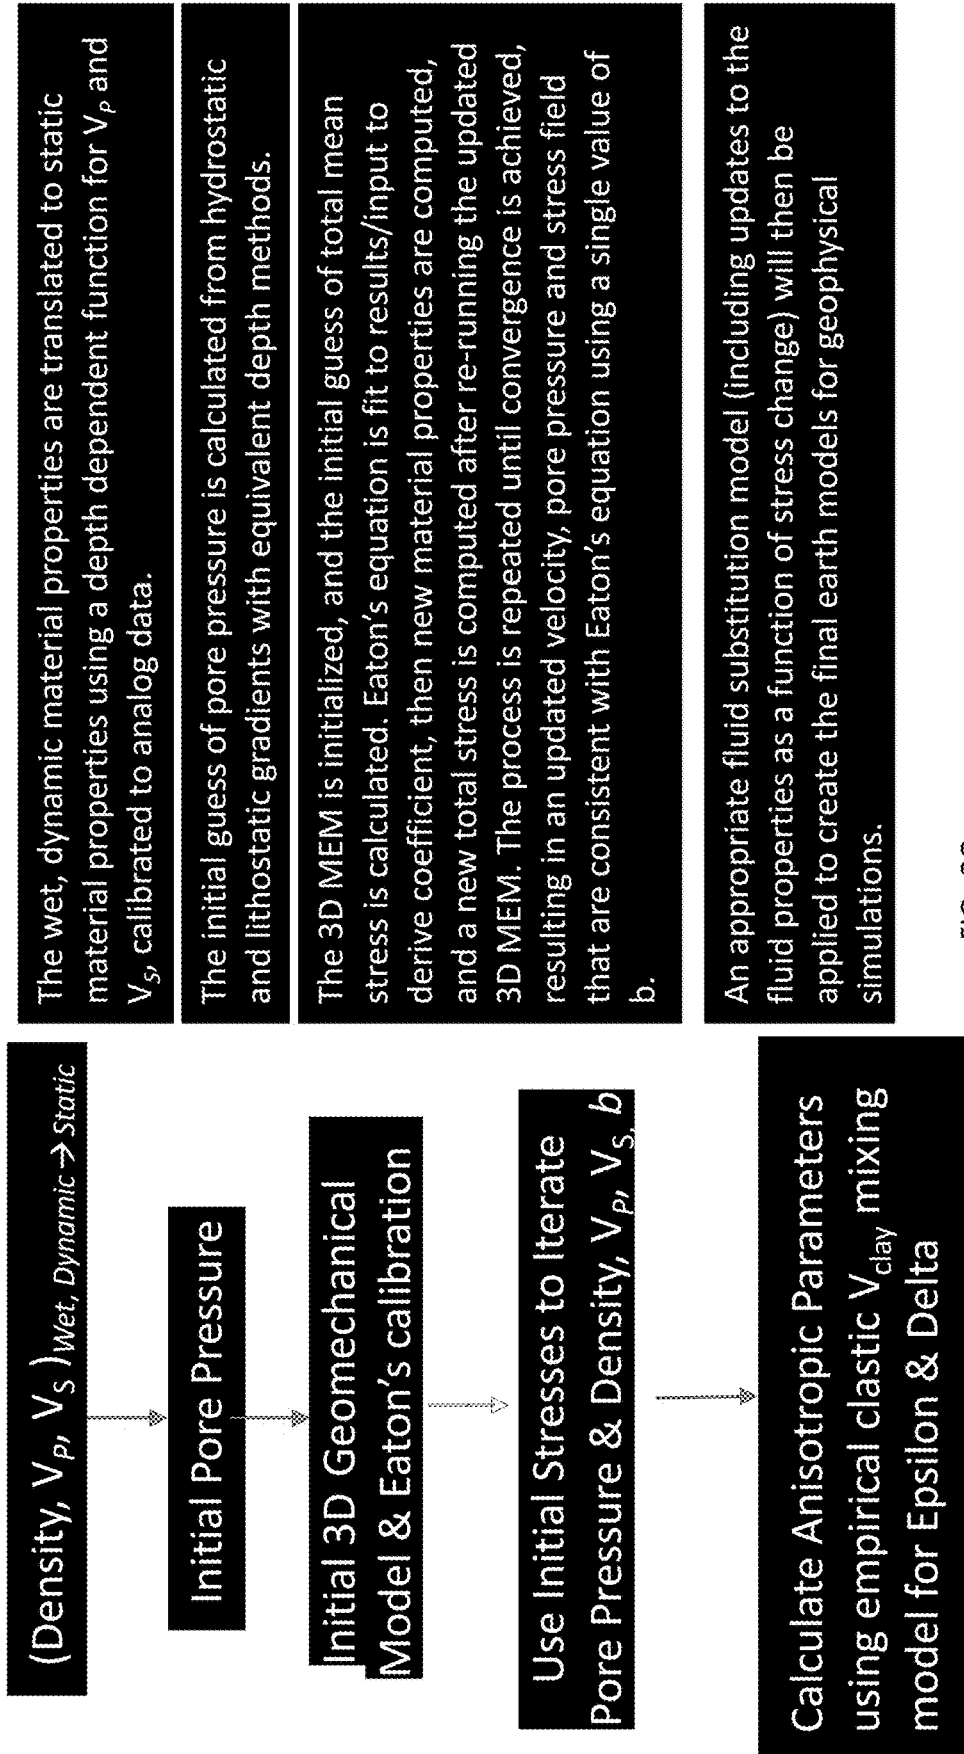 (Density, VP, VS )Wet, Dynamic → Static
Initial Pore Pressure
Initial 3D Geomechanical
Model & Eaton's calibration
Use Initial Stresses to Iterate
Pore Pressure & Density, VP, VS, b
Calculate Anisotropic Parameters
using empirical clastic Vclay mixing
model for Epsilon & Delta
The wet, dynamic material properties are translated to static
material properties using a depth dependent function for VP and
VS, calibrated to analog data.
The initial guess of pore pressure is calculated from hydrostatic
and lithostatic gradients with equivalent depth methods.
The 3D MEM is initialized, and the initial guess of total mean
stress is calculated. Eaton's equation is fit to results/input to
derive coefficient, then new material properties are computed,
and a new total stress is computed after re-running the updated
3D MEM. The process is repeated until convergence is achieved,
resulting in an updated velocity, pore pressure and stress field
that are consistent with Eaton's equation using a single value of
b.
An appropriate fluid substitution model (including updates to the
fluid properties as a function of stress change) will then be
applied to create the final earth models for geophysical
simulations.